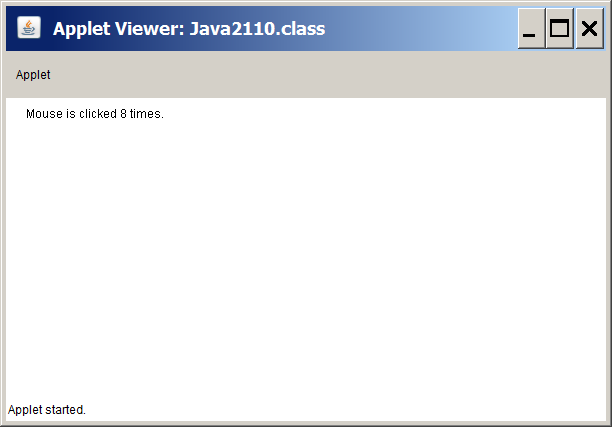 Applet Viewer: Java2110.class
Applet
Mouse is clicked 8 times.
Applet started.